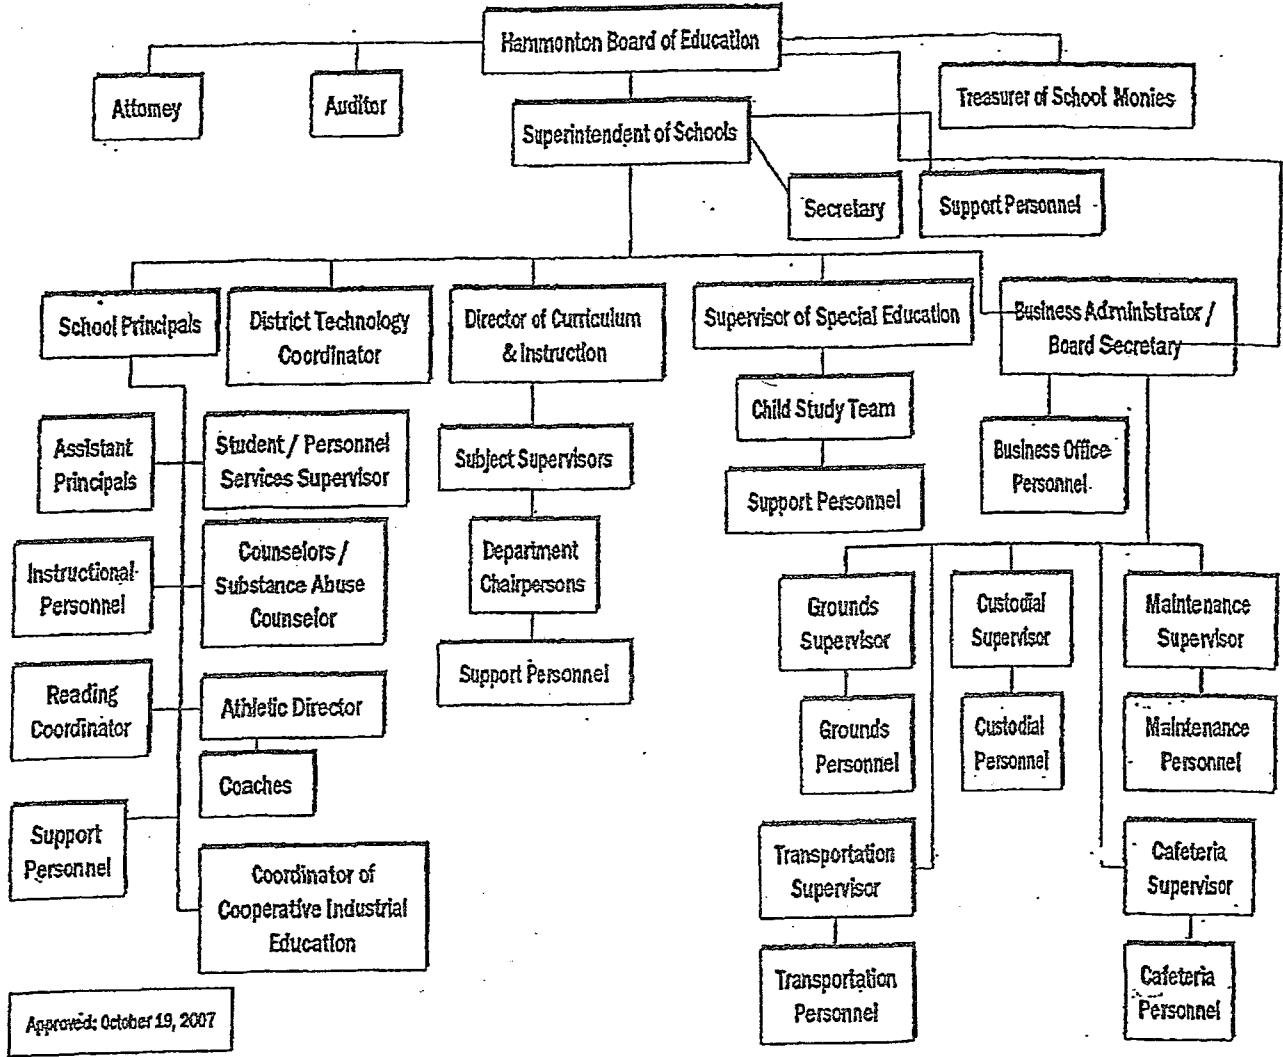 Hammonton Board of Education
Attorney
Auditor
Treasurer of School Monies
Superintendent of Schools
Secretary
Support Personnel
School Principals
District Technology
Coordinator
Director of Curriculum
& Instruction
Supervisor of Special Education
Business Administrator /
Board Secretary
Child Study Team
Support Personnel
Business Office
Personnel
Assistant
Principals
Student / Personnel
Services Supervisor
Subject Supervisors
Instructional
Personnel
Counselors /
Substance Abuse
Counselor
Department
Chairpersons
Support Personnel
Reading
Coordinator
Athletic Director
Coaches
Support
Personnel
Coordinator of
Cooperative Industrial
Education
Grounds
Supervisor
Custodial
Supervisor
Maintenance
Supervisor
Grounds
Personnel
Custodial
Personnel
Maintenance
Personnel
Transportation
Supervisor
Cafeteria
Supervisor
Transportation
Personnel
Cafeteria
Personnel
Approved: October 19, 2007